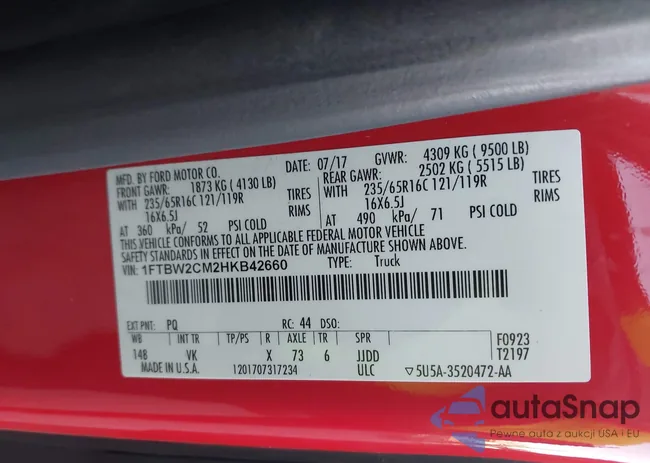 MFD. BY FORD MOTOR CO. DATE: 07/17 GVWR: 4309 KG ( 9500 LB)
FRONT GAWR: 1873 KG ( 4130 LB) REAR GAWR: 2502 KG ( 5515 LB)
WITH 235/65R16C 121/119R TIRES WITH 235/65R16C 121/119R TIRES
16X6.5J RIMS 16X6.5J RIMS
AT 360 kPa/ 52 PSI COLD AT 490 kPa/ 71 PSI COLD
THIS VEHICLE CONFORMS TO ALL APPLICABLE FEDERAL MOTOR VEHICLE
SAFETY STANDARDS IN EFFECT ON THE DATE OF MANUFACTURE SHOWN ABOVE.
VIN: 1FTBW2CM2HKB42660 TYPE: Truck
EXT PNT: PQ RC: 44 DSO:
WB INT TR TP/PS R AXLE TR SPR F0923
148 VK X 73 6 JJDD T2197
MADE IN U.S.A. 1201707317234 ULC ▽5U5A-3520472-AA
autaSnap
Pewne auta z aukcji USA i EU